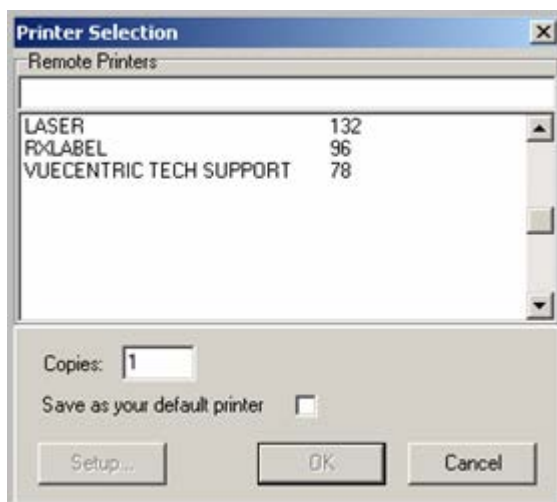 Printer Selection
Remote Printers
LASER 132
RXLABEL 96
VUECENTRIC TECH SUPPORT 78
Copies: 1
Save as your default printer
Setup... OK Cancel